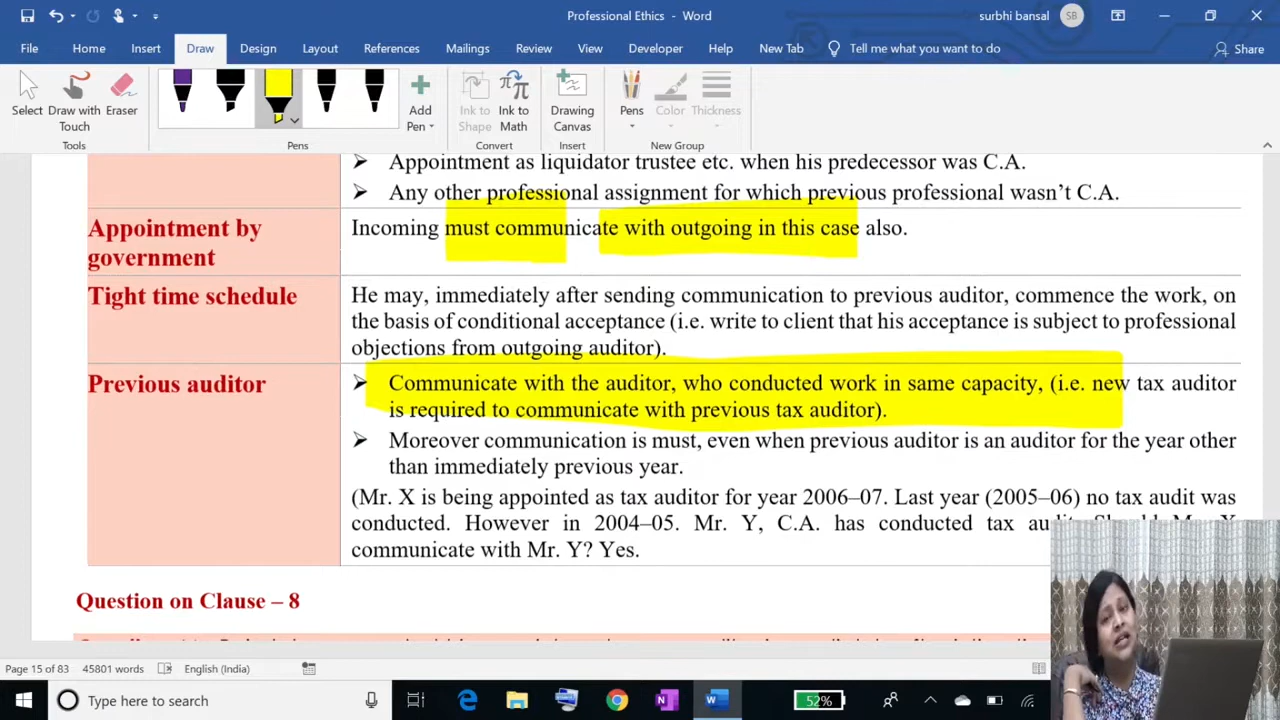 Professional Ethics - Word
surbhi bansal SB
File Home Insert Draw Design Layout References Mailings Review View Developer Help New Tab Tell me what you want to do Share
Select Draw with Touch Eraser Add Pen Ink to Shape Ink to Math Drawing Canvas Pens Color Thickness
Tools Pens Convert Insert New Group
➢ Appointment as liquidator trustee etc. when his predecessor was C.A.
➢ Any other professional assignment for which previous professional wasn't C.A.
Appointment by
government
Incoming must communicate with outgoing in this case also.
Tight time schedule
He may, immediately after sending communication to previous auditor, commence the work, on
the basis of conditional acceptance (i.e. write to client that his acceptance is subject to professional
objections from outgoing auditor).
Previous auditor
➢ Communicate with the auditor, who conducted work in same capacity, (i.e. new tax auditor
is required to communicate with previous tax auditor).
➢ Moreover communication is must, even when previous auditor is an auditor for the year other
than immediately previous year.
(Mr. X is being appointed as tax auditor for year 2006–07. Last year (2005–06) no tax audit was
conducted. However in 2004–05. Mr. Y, C.A. has conducted tax
communicate with Mr. Y? Yes.
Question on Clause – 8
Page 15 of 83 45801 words English (India)
Type here to search
52%